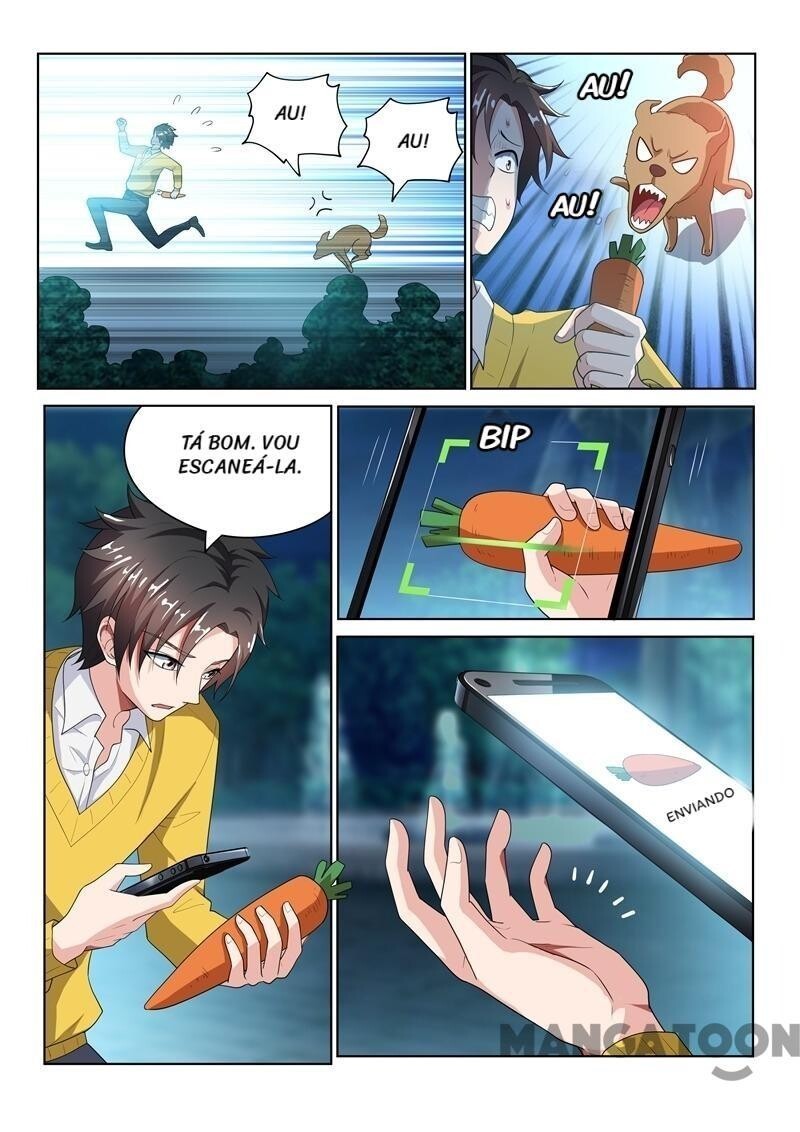 AU!
AU!
AU!
AU!
TÁ BOM. VOU
ESCANEÁ-LA.
BIP
ENVIANDO
MANGATOON